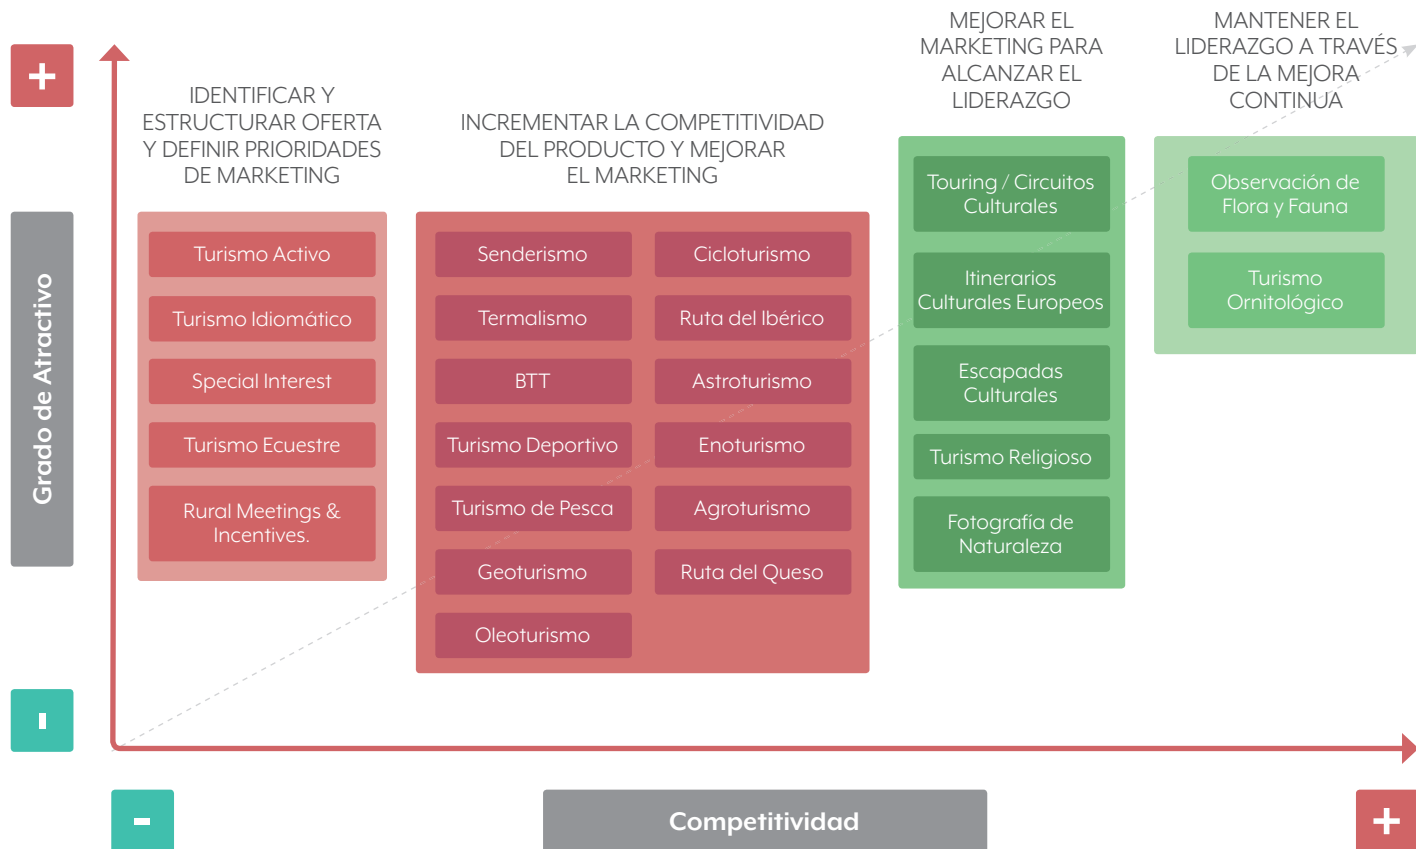 +
IDENTIFICAR Y
ESTRUCTURAR OFERTA
Y DEFINIR PRIORIDADES
DE MARKETING
Turismo Activo
Turismo Idiomático
Special Interest
Turismo Ecuestre
Rural Meetings &
Incentives.
INCREMENTAR LA COMPETITIVIDAD
DEL PRODUCTO Y MEJORAR
EL MARKETING
Senderismo
Termalismo
BTT
Turismo Deportivo
Turismo de Pesca
Geoturismo
Oleoturismo
Cicloturismo
Ruta del Ibérico
Astroturismo
Enoturismo
Agroturismo
Ruta del Queso
MEJORAR EL
MARKETING PARA
ALCANZAR EL
LIDERAZGO
Touring / Circuitos
Culturales
Itinerarios
Culturales Europeos
Escapadas
Culturales
Turismo Religioso
Fotografía de
Naturaleza
MANTENER EL
LIDERAZGO A TRAVÉS
DE LA MEJORA
CONTINUA
Observación de
Flora y Fauna
Turismo
Ornitológico
Grado de Atractivo
-
-
Competitividad
+